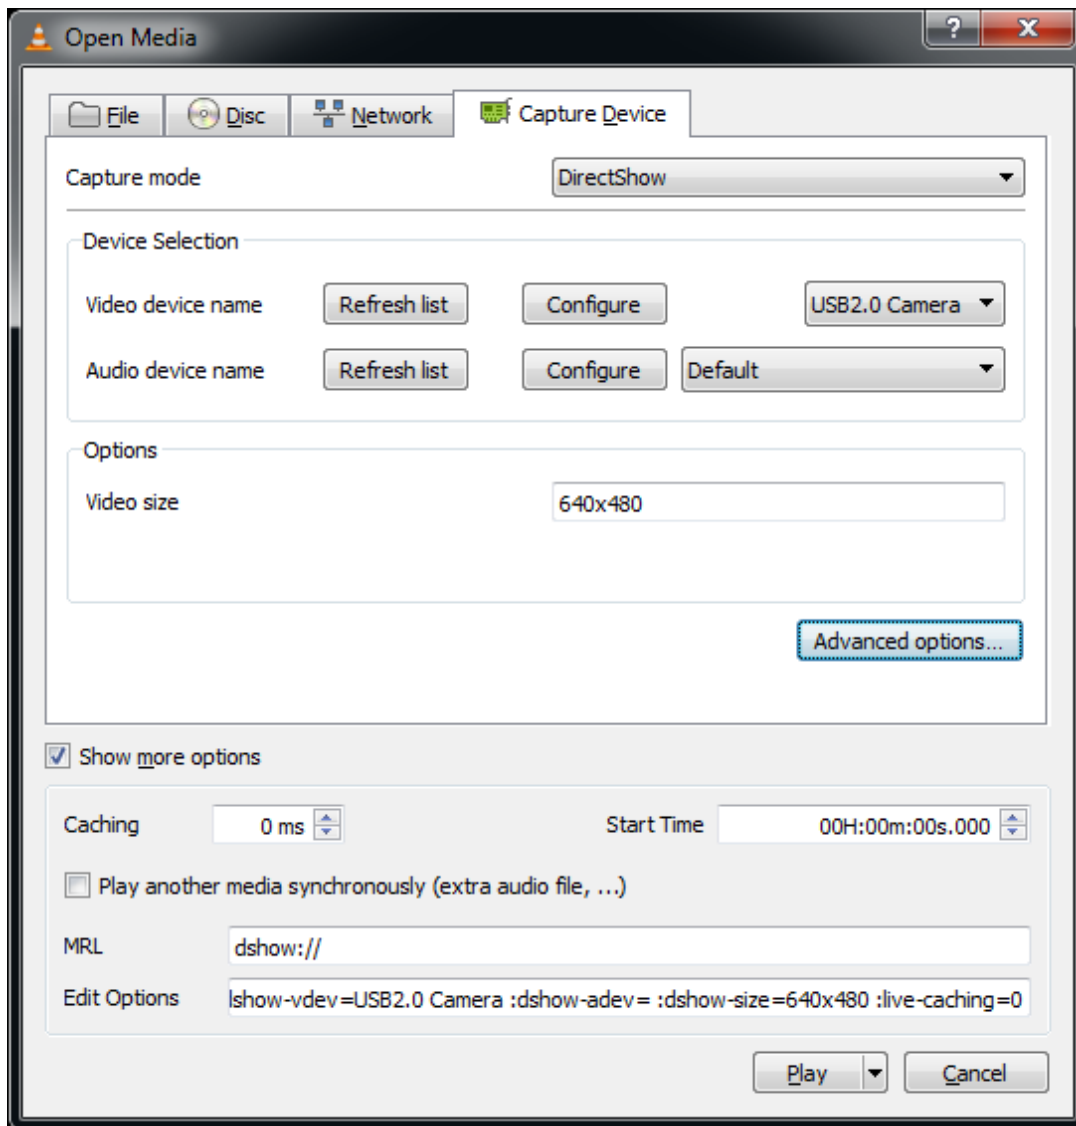 Open Media
File Disc Network Capture Device
Capture mode DirectShow
Device Selection
Video device name Refresh list Configure USB2.0 Camera
Audio device name Refresh list Configure Default
Options
Video size 640x480
Advanced options...
Show more options
Caching 0 ms Start Time 00H:00m:00s.000
Play another media synchronously (extra audio file, ...)
MRL dshow://
Edit Options lshow-vdev=USB2.0 Camera :dshow-adev= :dshow-size=640x480 :live-caching=0
Play Cancel